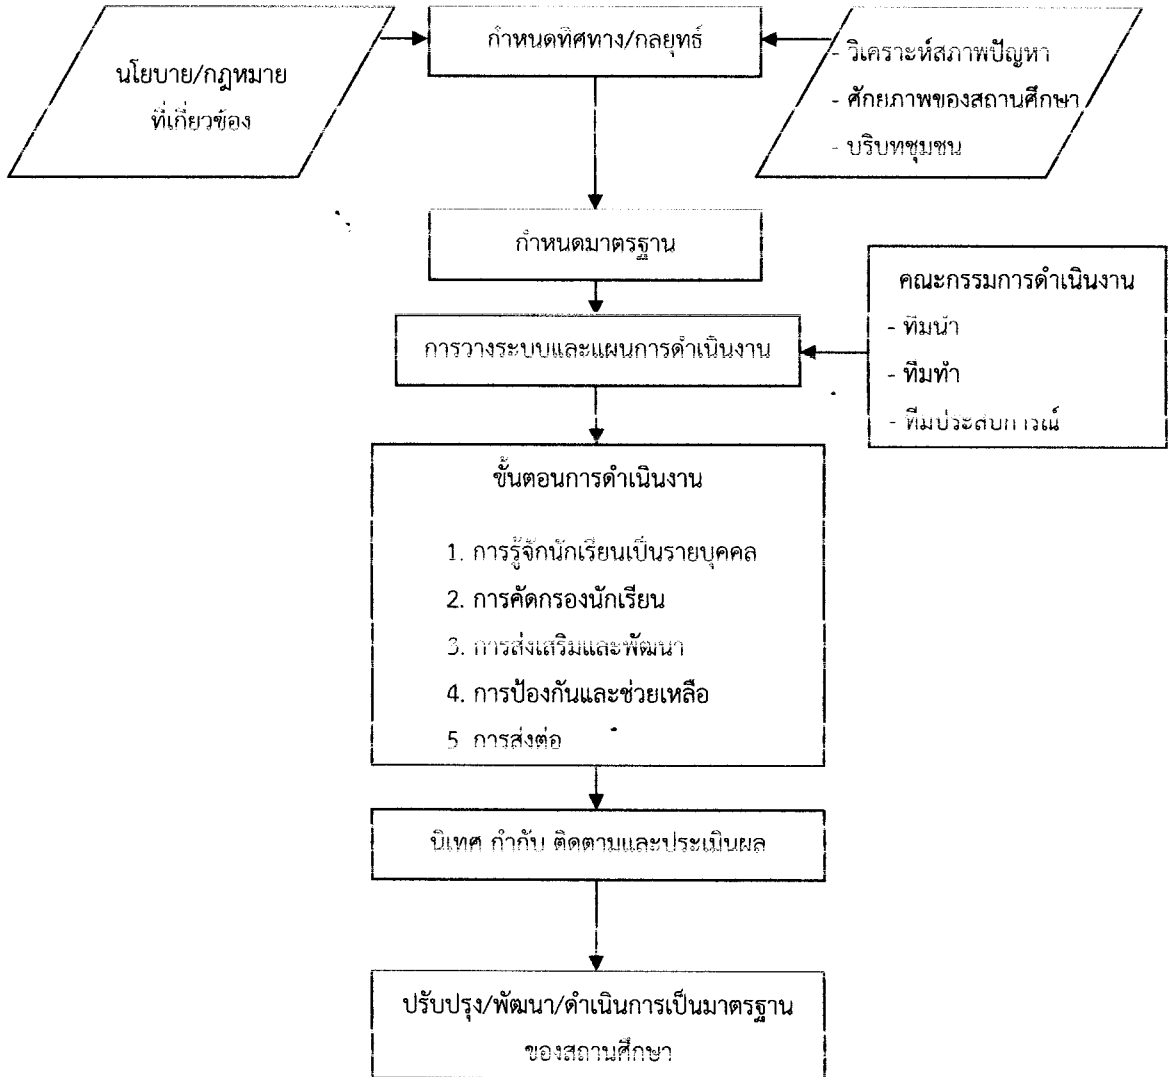 กำหนดทิศทาง/กลยุทธ์
นโยบาย/กฎหมาย
ที่เกี่ยวข้อง
- วิเคราะห์สภาพปัญหา
- ศักยภาพของสถานศึกษา
- บริบทชุมชน
กำหนดมาตรฐาน
การวางระบบและแผนการดำเนินงาน
คณะกรรมการดำเนินงาน
- ทีมนำ
- ทีมทำ
- ทีมประสบการณ์
ขั้นตอนการดำเนินงาน
1. การรู้จักนักเรียนเป็นรายบุคคล
2. การคัดกรองนักเรียน
3. การส่งเสริมและพัฒนา
4. การป้องกันและช่วยเหลือ
5 การส่งต่อ
นิเทศ กำกับ ติดตามและประเมินผล
ปรับปรุง/พัฒนา/ดำเนินการเป็นมาตรฐาน
ของสถานศึกษา